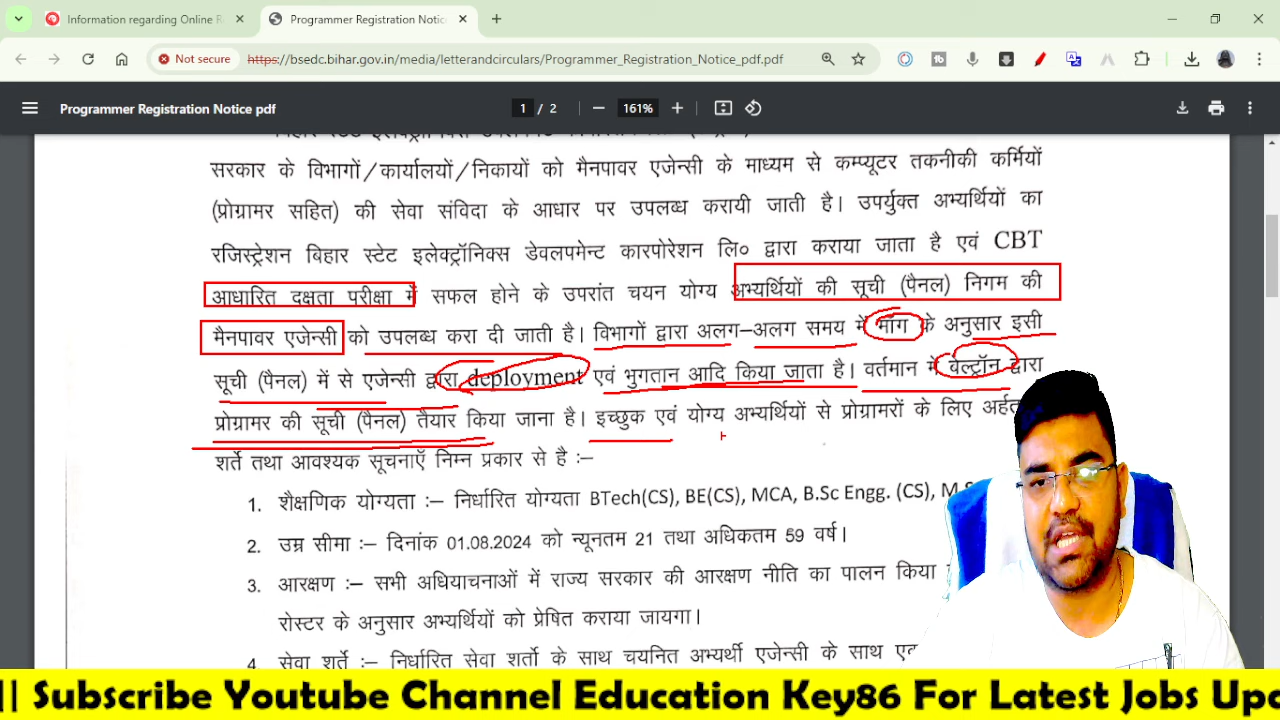 Information regarding Online R
Programmer Registration Notic
Not secure
https://bsedc.bihar.gov.in/media/letterandcirculars/Programmer_Registration_Notice_pdf.pdf
Programmer Registration Notice pdf
1 / 2
161%
सरकार के विभागों/कार्यालयों/निकायों को मैनपावर एजेन्सी के माध्यम से कम्प्यूटर तकनीकी कर्मियों
(प्रोग्रामर सहित) की सेवा संविदा के आधार पर उपलब्ध करायी जाती है। उपर्युक्त अभ्यर्थियों का
रजिस्ट्रेशन बिहार स्टेट इलेक्ट्रॉनिक्स डेवलपमेन्ट कारपोरेशन लि० द्वारा कराया जाता है एवं CBT
आधारित दक्षता परीक्षा में सफल होने के उपरांत चयन योग्य अभ्यर्थियों की सूची (पैनल) निगम की
मैनपावर एजेन्सी को उपलब्ध करा दी जाती है। विभागों द्वारा अलग–अलग समय में मांग के अनुसार इसी
सूची (पैनल) में से एजेन्सी द्वारा deployment एवं भुगतान आदि किया जाता है। वर्तमान में बेल्ट्रॉन द्वारा
प्रोग्रामर की सूची (पैनल) तैयार किया जाना है। इच्छुक एवं योग्य अभ्यर्थियों से प्रोग्रामरों के लिए
शर्ते तथा आवश्यक सूचनाएँ निम्न प्रकार से है :–
1. शैक्षणिक योग्यता :– निर्धारित योग्यता BTech(CS), BE(CS), MCA, B.Sc Engg. (CS),
2. उम्र सीमा :– दिनांक 01.08.2024 को न्यूनतम 21 तथा अधिकतम 59 वर्ष।
3. आरक्षण :– सभी अधियाचनाओं में राज्य सरकार की आरक्षण नीति का पालन किया
रोस्टर के अनुसार अभ्यर्थियों को प्रेषित कराया जायगा।
4. सेवा शर्ते :– निर्धारित सेवा शर्तो के साथ चयनित अभ्यर्थी एजेन्सी के साथ
|| Subscribe Youtube Channel Education Key86 For Latest Jobs Upd